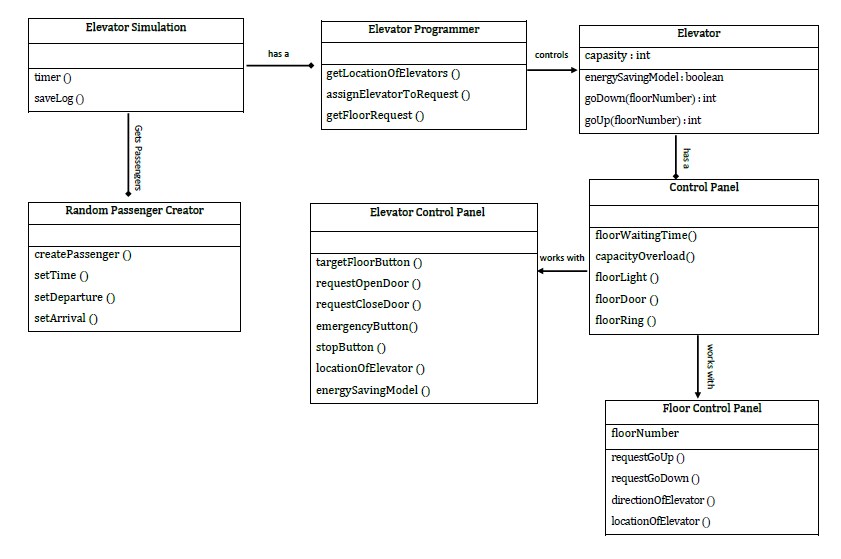 Elevator Simulation
timer ()
saveLog ()
has a
Elevator Programmer
getLocationOfElevators ()
assignElevatorToRequest ()
getFloorRequest ()
controls
Elevator
capacity : int
energySavingModel : boolean
goDown(floorNumber) : int
goUp(floorNumber) : int
Gets Passengers
has a
Random Passenger Creator
createPassenger ()
setTime ()
setDeparture ()
setArrival ()
Elevator Control Panel
targetFloorButton ()
requestOpenDoor ()
requestCloseDoor ()
emergencyButton()
stopButton ()
locationOfElevator ()
energySavingModel ()
works with
Control Panel
floorWaitingTime()
capacityOverload()
floorLight ()
floorDoor ()
floorRing ()
works with
Floor Control Panel
floorNumber
requestGoUp ()
requestGoDown ()
directionOfElevator ()
locationOfElevator ()